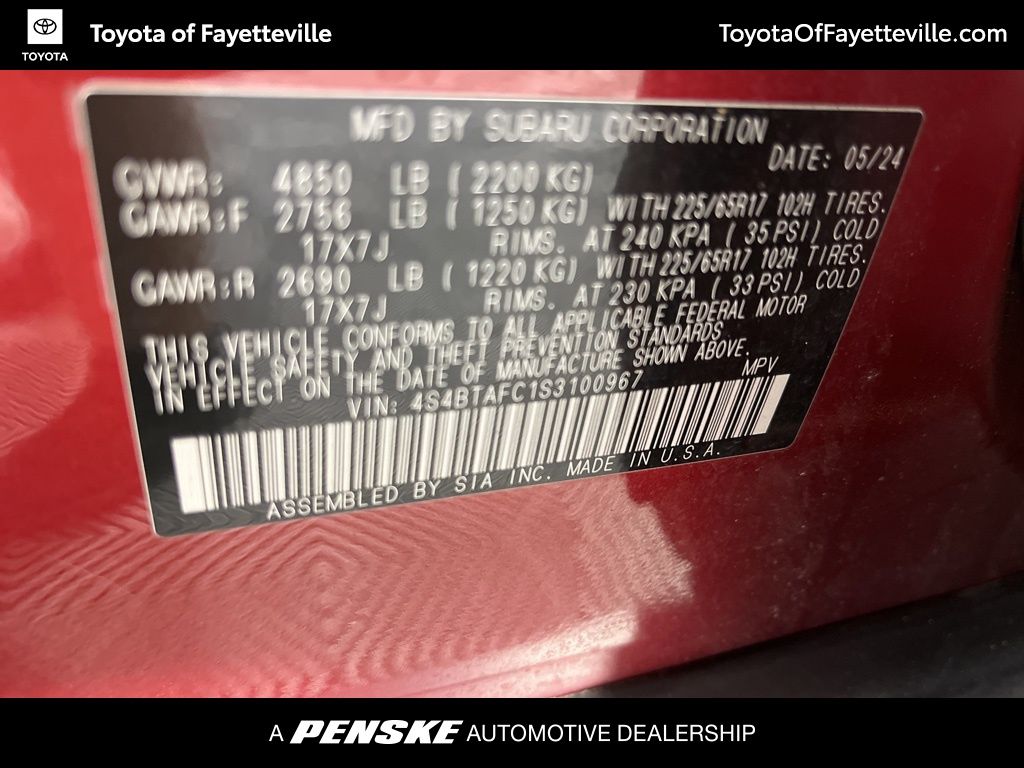 TOYOTA
Toyota of Fayetteville
ToyotaOfFayetteville.com
MFD BY SUBARU CORPORATION
DATE: 05/24
GVWR: 4850 LB ( 2200 KG)
GAWR:F 2756 LB ( 1250 KG) WITH 225/65R17 102H TIRES.
17X7J RIMS. AT 240 KPA ( 35 PSI) COLD
GAWR:R 2690 LB ( 1220 KG) WITH 225/65R17 102H TIRES.
17X7J RIMS. AT 230 KPA ( 33 PSI) COLD
THIS VEHICLE CONFORMS TO ALL APPLICABLE FEDERAL MOTOR
VEHICLE SAFETY AND THEFT PREVENTION STANDARDS
IN EFFECT ON THE DATE OF MANUFACTURE SHOWN ABOVE.
VIN: 4S4BTAFC1S3100967 MPV
ASSEMBLED BY SIA INC. MADE IN U.S.A.
A PENSKE AUTOMOTIVE DEALERSHIP